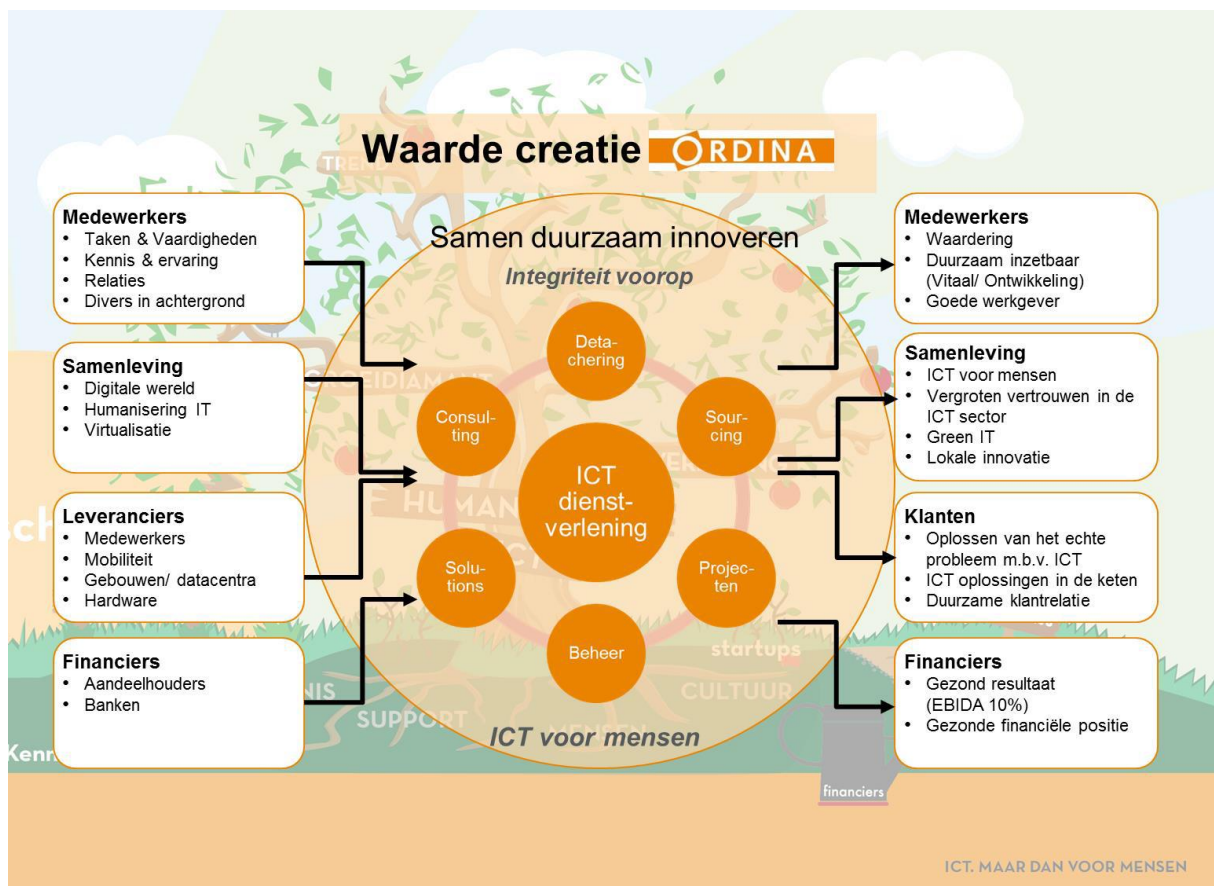 Waarde creatie ORDINA
TREND
Medewerkers
• Taken & Vaardigheden
• Kennis & ervaring
• Relaties
• Divers in achtergrond
Samenleving
• Digitale wereld
• Humanisering IT
• Virtualisatie
Leveranciers
• Medewerkers
• Mobiliteit
• Gebouwen/ datacentra
• Hardware
Financiers
• Aandeelhouders
• Banken
Samen duurzaam innoveren
Integriteit voorop
Deta-
chering
Consul-
ting
Sour-
cing
ICT
dienst-
verlening
Solu-
tions
Projec-
ten
Beheer
ICT voor mensen
GROEIDIAMANT
HUMAN
startups
CULTUUR
SUPPORT
MENSEN
Medewerkers
• Waardering
• Duurzaam inzetbaar
(Vitaal/ Ontwikkeling)
• Goede werkgever
Samenleving
• ICT voor mensen
• Vergroten vertrouwen in de
ICT sector
• Green IT
• Lokale innovatie
Klanten
• Oplossen van het echte
probleem m.b.v. ICT
• ICT oplossingen in de keten
• Duurzame klantrelatie
Financiers
• Gezond resultaat
(EBIDA 10%)
• Gezonde financiële positie
financiers
ICT. MAAR DAN VOOR MENSEN